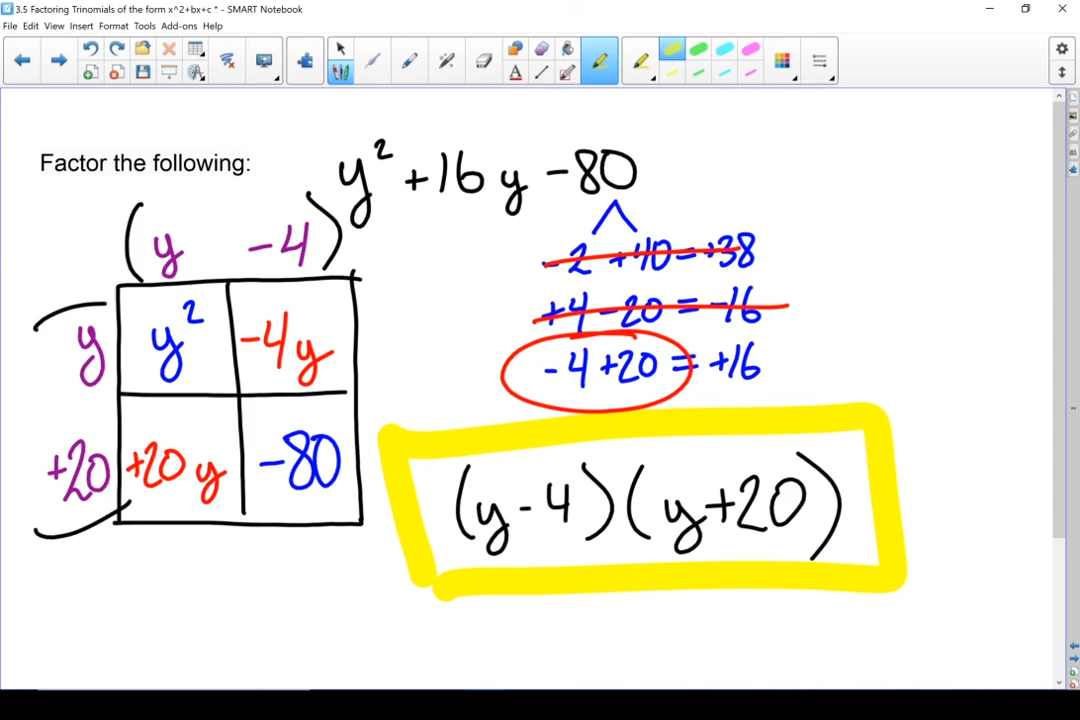 3.5 Factoring Trinomials of the form x^2+bx+c * - SMART Notebook
File Edit View Insert Format Tools Add-ons Help
Factor the following:
y² +16y -80
-2 +40=+38
+4 -20 = -16
-4 +20 = +16
(y -4)
y y² -4y
+20 +20y -80
(y-4)(y+20)